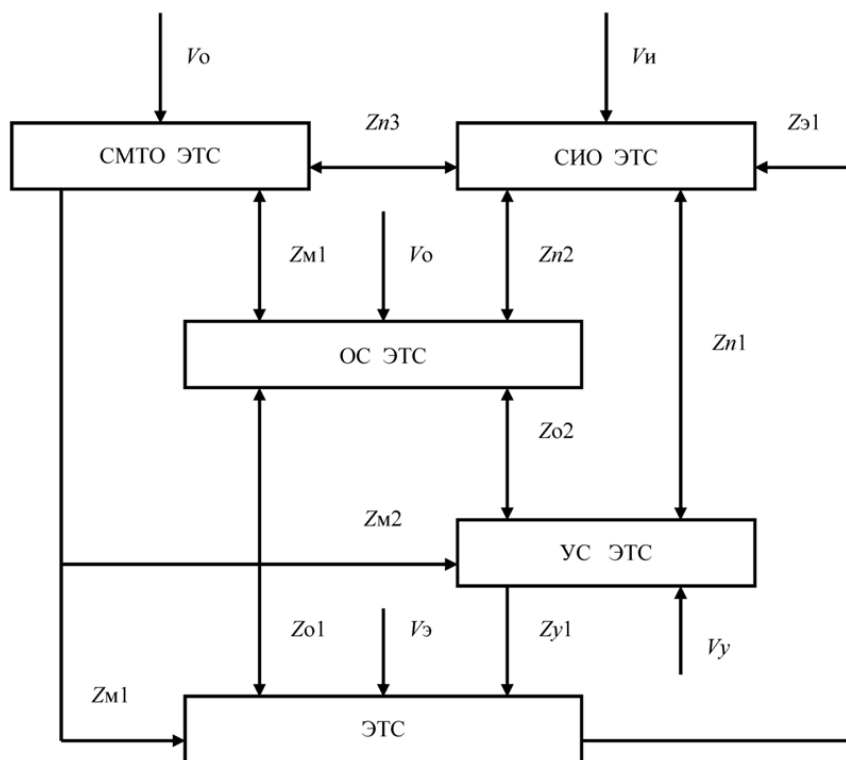 Vо
Vи
Zп3
Zэ1
СМТО ЭТС
СИО ЭТС
Zм1
Vо
Zп2
ОС ЭТС
Zп1
Zо2
Zм2
УС ЭТС
Zо1
Vэ
Zу1
Vу
Zм1
ЭТС